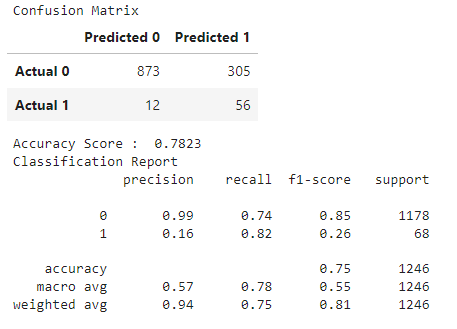 Confusion Matrix
Predicted 0 Predicted 1
Actual 0 873 305
Actual 1 12 56
Accuracy Score : 0.7823
Classification Report
precision recall f1-score support
0 0.99 0.74 0.85 1178
1 0.16 0.82 0.26 68
accuracy 0.75 1246
macro avg 0.57 0.78 0.55 1246
weighted avg 0.94 0.75 0.81 1246